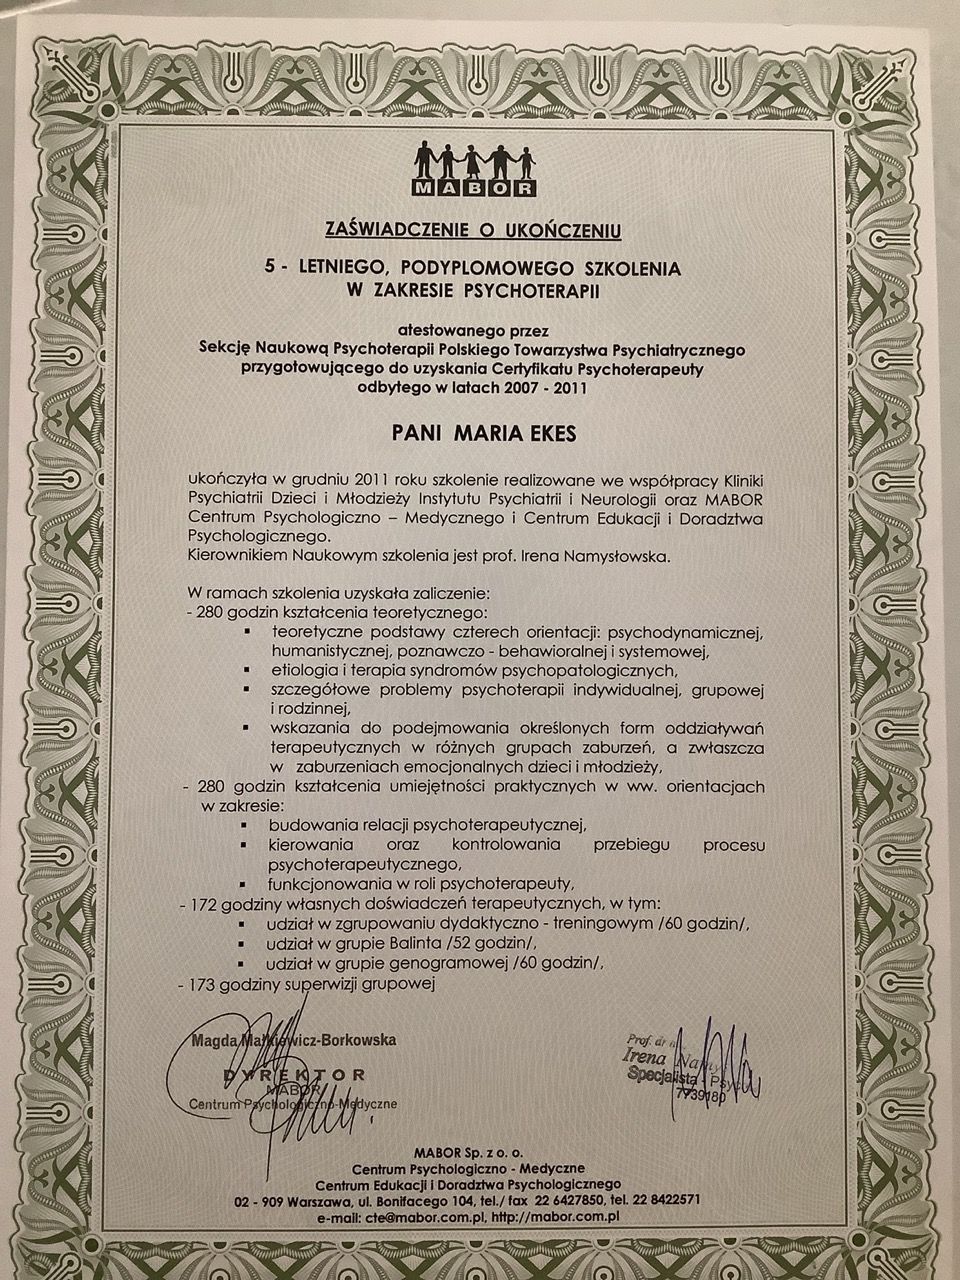 MABOR
ZAŚWIADCZENIE O UKOŃCZENIU
5 - LETNIEGO, PODYPLOMOWEGO SZKOLENIA
W ZAKRESIE PSYCHOTERAPII
atestowanego przez
Sekcję Naukową Psychoterapii Polskiego Towarzystwa Psychiatrycznego
przygotowującego do uzyskania Certyfikatu Psychoterapeuty
odbytego w latach 2007 - 2011
PANI MARIA EKES
ukończyła w grudniu 2011 roku szkolenie realizowane we współpracy Kliniki
Psychiatrii Dzieci i Młodzieży Instytutu Psychiatrii i Neurologii oraz MABOR
Centrum Psychologiczno – Medycznego i Centrum Edukacji i Doradztwa
Psychologicznego.
Kierownikiem Naukowym szkolenia jest prof. Irena Namysłowska.
W ramach szkolenia uzyskała zaliczenie:
- 280 godzin kształcenia teoretycznego:
▪ teoretyczne podstawy czterech orientacji: psychodynamicznej,
humanistycznej, poznawczo - behawioralnej i systemowej,
▪ etiologia i terapia syndromów psychopatologicznych,
▪ szczegółowe problemy psychoterapii indywidualnej, grupowej
i rodzinnej,
▪ wskazania do podejmowania określonych form oddziaływań
terapeutycznych w różnych grupach zaburzeń, a zwłaszcza
w zaburzeniach emocjonalnych dzieci i młodzieży,
- 280 godzin kształcenia umiejętności praktycznych w ww. orientacjach
w zakresie:
▪ budowania relacji psychoterapeutycznej,
▪ kierowania oraz kontrolowania przebiegu procesu
psychoterapeutycznego,
▪ funkcjonowania w roli psychoterapeuty,
- 172 godziny własnych doświadczeń terapeutycznych, w tym:
▪ udział w zgrupowaniu dydaktyczno - treningowym /60 godzin/,
▪ udział w grupie Balinta /52 godzin/,
▪ udział w grupie genogramowej /60 godzin/,
- 173 godziny superwizji grupowej
Magda Małkiewicz-Borkowska
DYREKTOR
MABOR
Centrum Psychologiczno-Medyczne
Prof. dr
Irena
Specjalista
7739180
MABOR Sp. z o. o.
Centrum Psychologiczno - Medyczne
Centrum Edukacji i Doradztwa Psychologicznego
02 - 909 Warszawa, ul. Bonifacego 104, tel./ fax 22 6427850, tel. 22 8422571
e-mail: cte@mabor.com.pl, http://mabor.com.pl